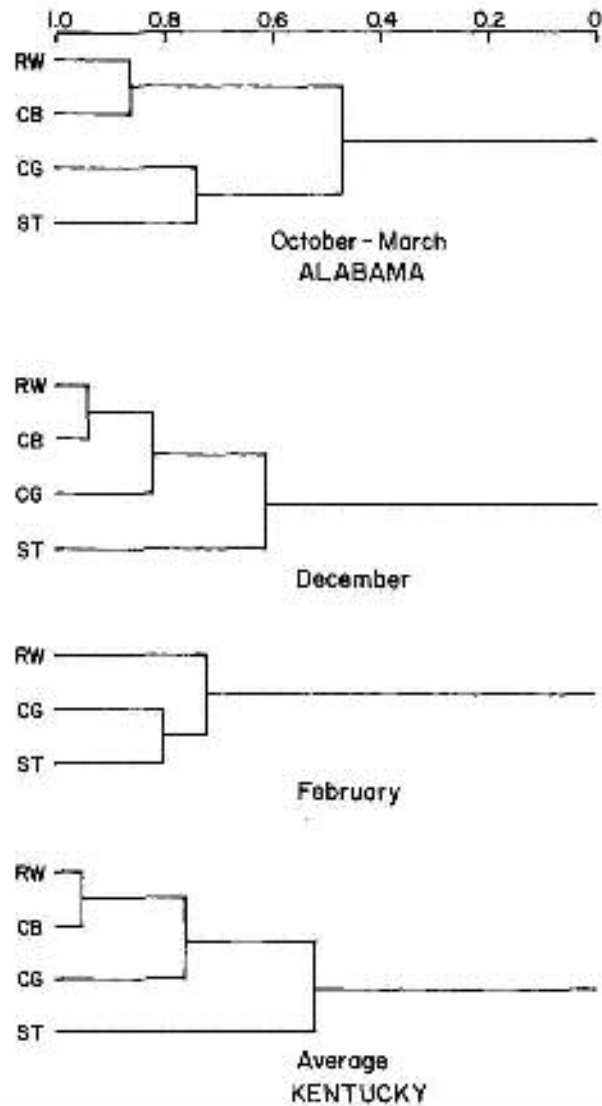 1.0 0.8 0.6 0.4 0.2 0
RW
CB
CG
ST
October - March
ALABAMA
RW
CB
CG
ST
December
RW
CG
ST
February
RW
CB
CG
ST
Average
KENTUCKY